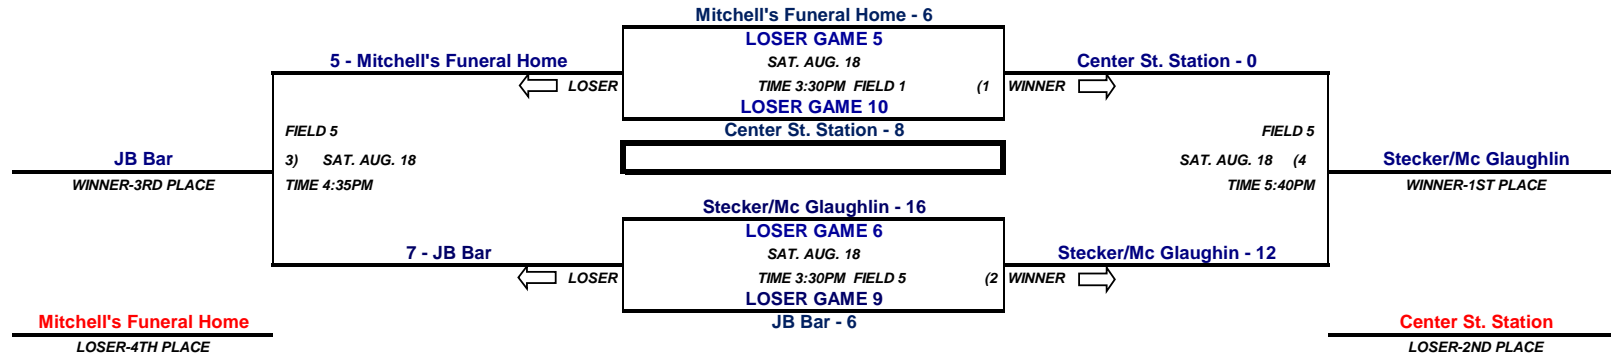 Mitchell's Funeral Home - 6
LOSER GAME 5
5 - Mitchell's Funeral Home
SAT. AUG. 18
Center St. Station - 0
LOSER
TIME 3:30PM FIELD 1 (1
WINNER
LOSER GAME 10
Center St. Station - 8
FIELD 5
FIELD 5
JB Bar
3) SAT. AUG. 18
SAT. AUG. 18 (4
Stecker/Mc Glaughlin
WINNER-3RD PLACE
TIME 4:35PM
TIME 5:40PM
WINNER-1ST PLACE
Stecker/Mc Glaughlin - 16
LOSER GAME 6
7 - JB Bar
SAT. AUG. 18
Stecker/Mc Glaughin - 12
LOSER
TIME 3:30PM FIELD 5 (2
WINNER
LOSER GAME 9
JB Bar - 6
Mitchell's Funeral Home
LOSER-4TH PLACE
Center St. Station
LOSER-2ND PLACE